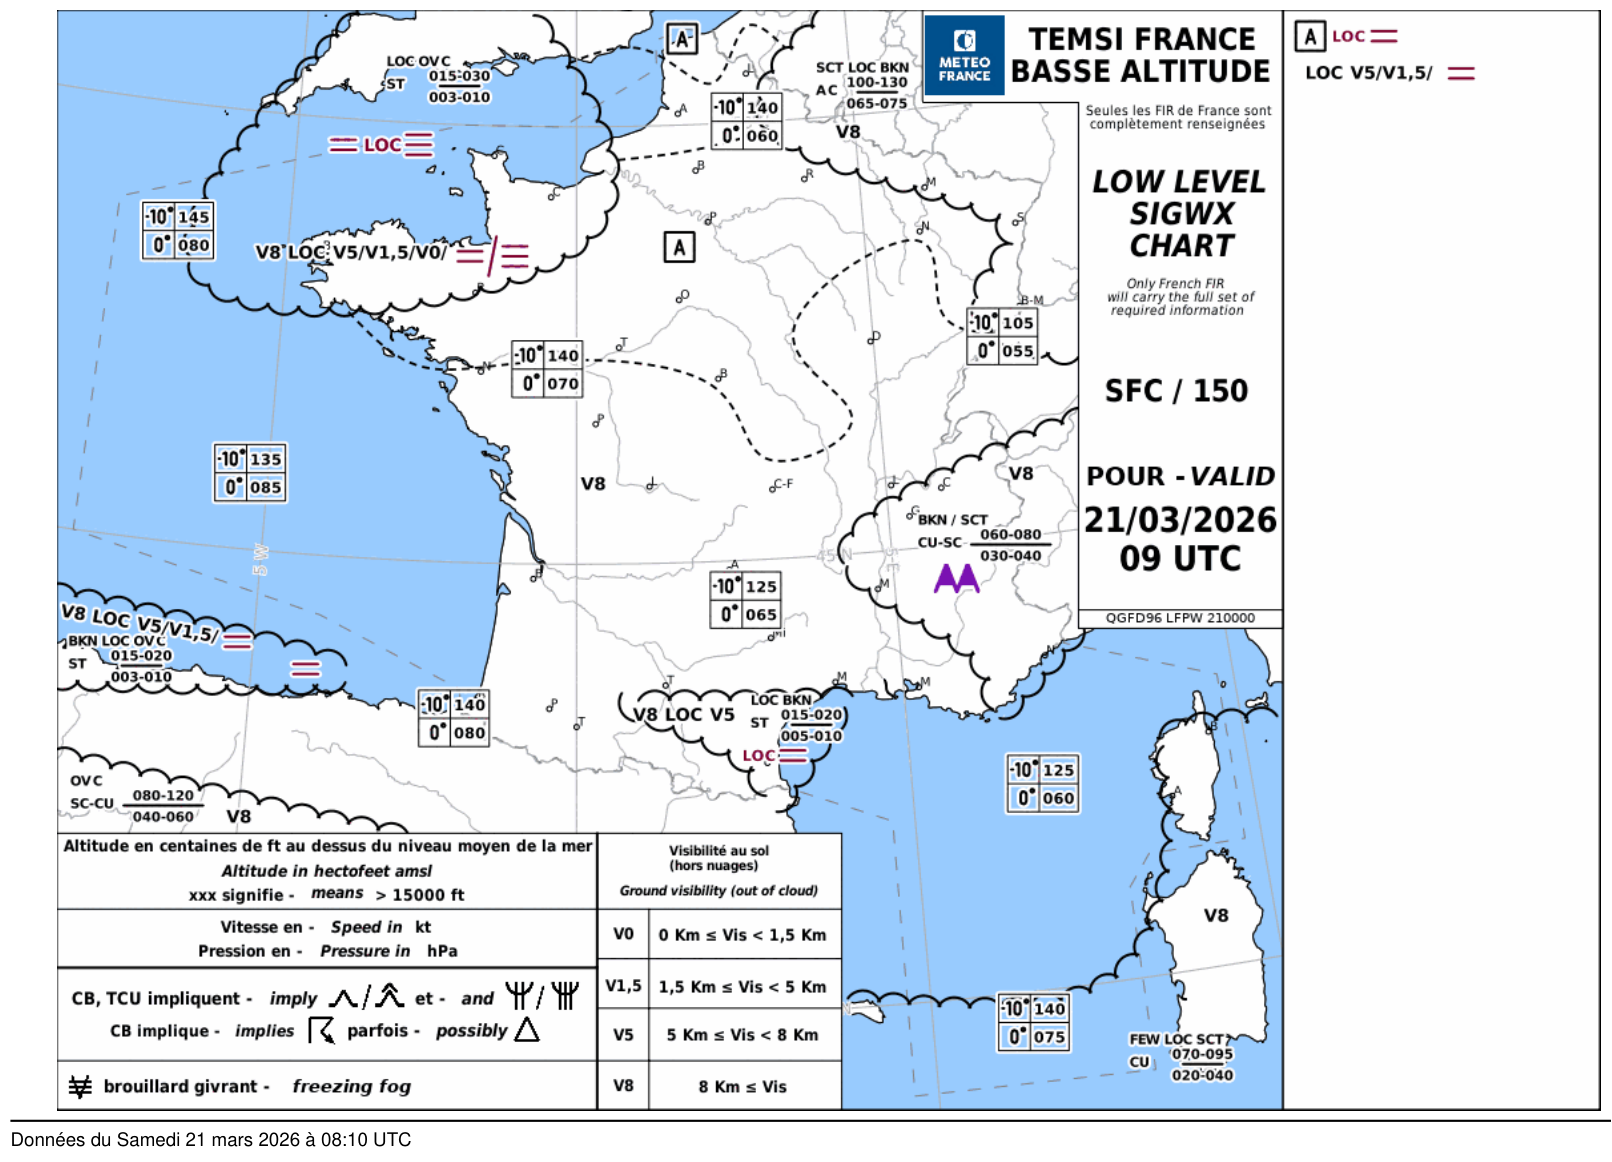 LOC OVC
ST 015-030
003-010
LOC
-10° 145
0° 080
V8 LOC V5/V1,5/V0/
A
-10° 140
0° 060
SCT LOC BKN
AC 100-130
065-075
V8
A
-10° 105
0° 055
-10° 140
0° 070
-10° 135
0° 085
V8
V8
BKN / SCT
CU-SC 060-080
030-040
-10° 125
0° 065
45 N
5 W
V8 LOC V5/V1,5/
BKN LOC OVC
ST 015-020
003-010
-10° 140
0° 080
V8 LOC V5
LOC BKN
ST 015-020
005-010
LOC
OVC
SC-CU 080-120
040-060
V8
-10° 125
0° 060
V8
-10° 140
0° 075
FEW LOC SCT
CU 070-095
020-040
A
C
C
B
R
P
M
S
N
B-M
O
D
T
N
B
P
L
C-F
L
C
G
A
B
M
Mi
T
M
M
N
P
T
B
A
METEO
FRANCE
TEMSI FRANCE
BASSE ALTITUDE
Seules les FIR de France sont
complètement renseignées
LOW LEVEL
SIGWX
CHART
Only French FIR
will carry the full set of
required information
SFC / 150
POUR - VALID
21/03/2026
09 UTC
QGFD96 LFPW 210000
A LOC
LOC V5/V1,5/
Altitude en centaines de ft au dessus du niveau moyen de la mer
Altitude in hectofeet amsl
xxx signifie - means > 15000 ft
Vitesse en - Speed in kt
Pression en - Pressure in hPa
CB, TCU impliquent - imply / et - and /
CB implique - implies parfois - possibly
brouillard givrant - freezing fog
Visibilité au sol
(hors nuages)
Ground visibility (out of cloud)
V0 0 Km ≤ Vis < 1,5 Km
V1,5 1,5 Km ≤ Vis < 5 Km
V5 5 Km ≤ Vis < 8 Km
V8 8 Km ≤ Vis
Données du Samedi 21 mars 2026 à 08:10 UTC